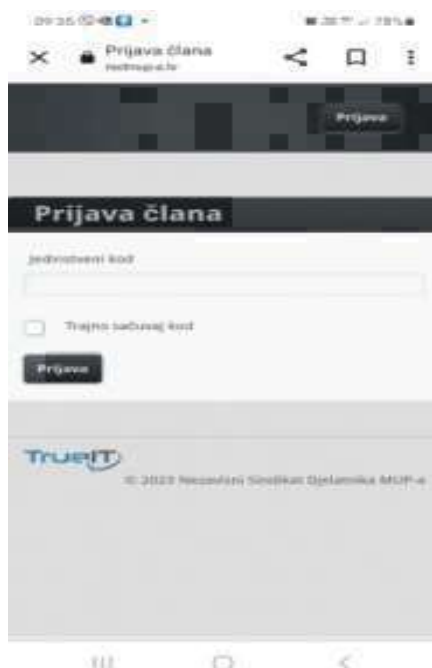 Prijava člana
Prijava
Prijava člana
Jedinstveni kod
Trajno sačuvaj kod
Prijava
TrueIT
© 2023 Nezavisni Sindikat Djelatnika MUP-a